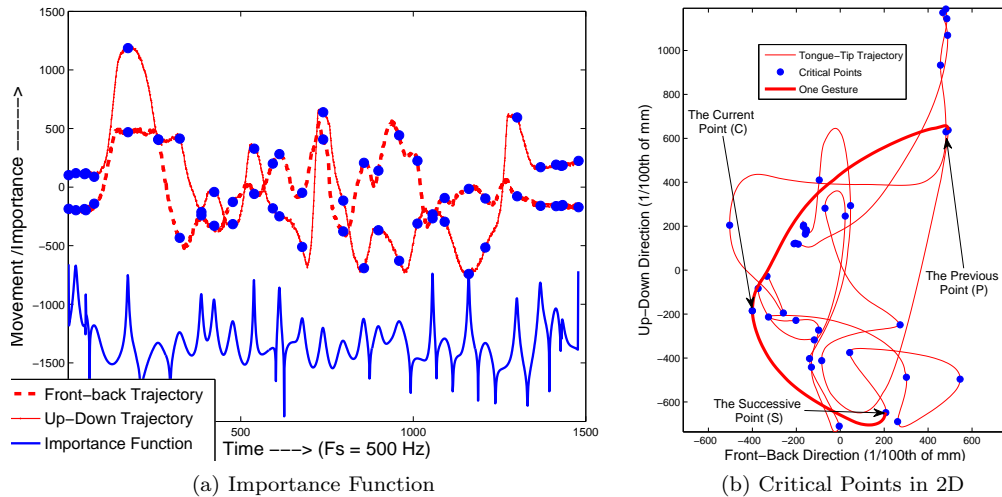 1500
1000
500
0
−500
−1000
−1500
Movement /Importance ------>
Front−back Trajectory
Up−Down Trajectory
Importance Function
500
1000
1500
Time ---> (Fs = 500 Hz)
(a) Importance Function
1000
800
600
400
200
0
−200
−400
−600
Up−Down Direction (1/100th of mm)
Tongue−Tip Trajectory
Critical Points
One Gesture
The Current
Point (C)
The Previous
Point (P)
The Successive
Point (S)
−600
−400
−200
0
200
400
600
Front−Back Direction (1/100th of mm)
(b) Critical Points in 2D